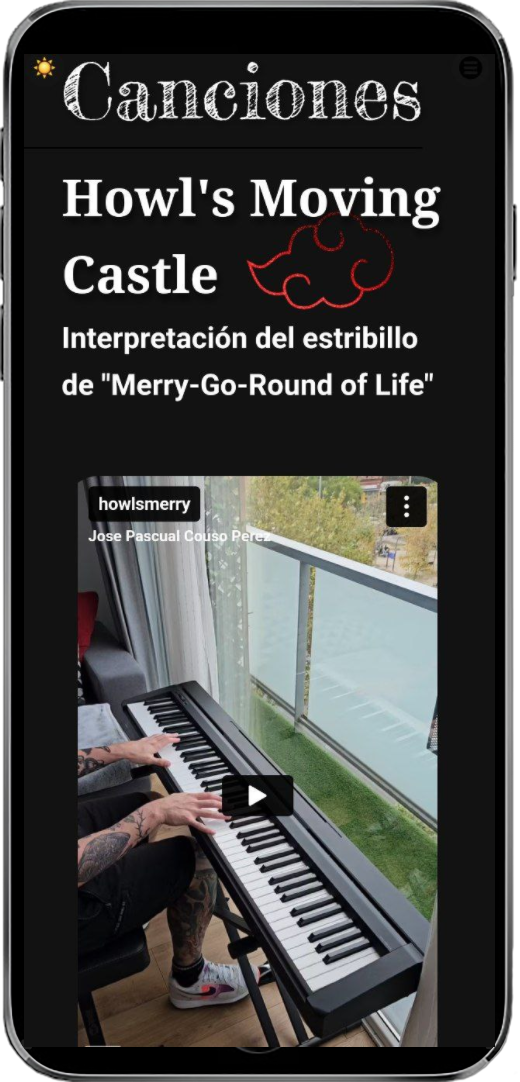 Canciones
Howl's Moving
Castle
Interpretación del estribillo
de "Merry-Go-Round of Life"
howlsmerry
Jose Pascual Couso Perez